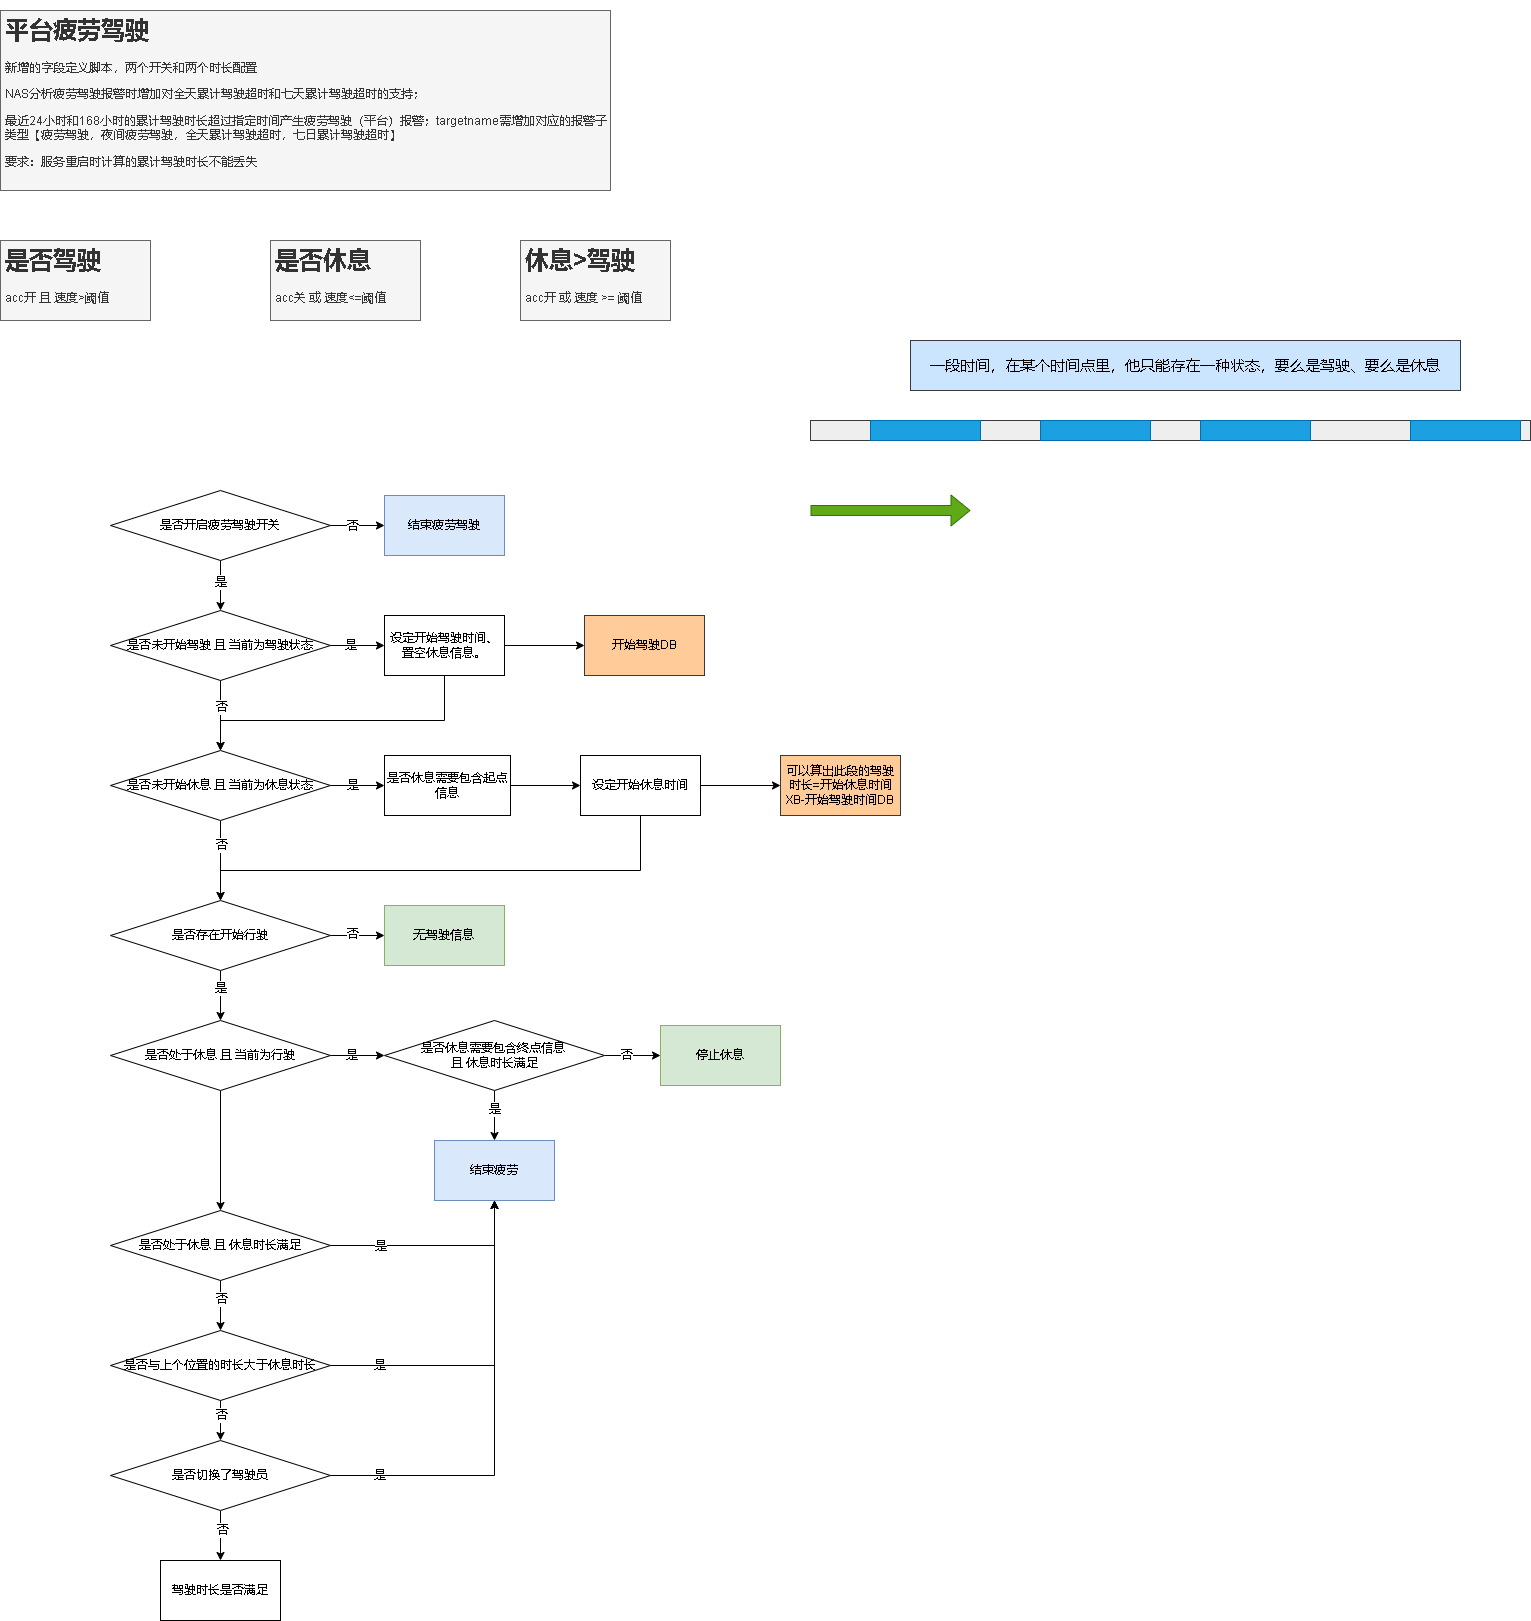 平台疲劳驾驶
新增的字段定义脚本，两个开关和两个时长配置
NAS分析疲劳驾驶报警时增加对全天累计驾驶超时和七天累计驾驶超时的支持；
最近24小时和168小时的累计驾驶时长超过指定时间产生疲劳驾驶（平台）报警；targetname需增加对应的报警子
类型【疲劳驾驶，夜间疲劳驾驶，全天累计驾驶超时，七日累计驾驶超时】
要求：服务重启时计算的累计驾驶时长不能丢失
是否驾驶
acc开 且 速度>阈值
是否休息
acc关 或 速度<=阈值
休息>驾驶
acc开 或 速度 >= 阈值
一段时间，在某个时间点里，他只能存在一种状态，要么是驾驶、要么是休息
是否开启疲劳驾驶开关
否
结束疲劳驾驶
是
是否未开始驾驶 且 当前为驾驶状态
是
设定开始驾驶时间、
置空休息信息。
开始驾驶DB
否
是否未开始休息 且 当前为休息状态
是
是否休息需要包含起点
信息
设定开始休息时间
可以算出此段的驾驶
时长=开始休息时间
XB-开始驾驶时间DB
否
是否存在开始行驶
否
无驾驶信息
是
是否处于休息 且 当前为行驶
是
是否休息需要包含终点信息
且 休息时长满足
否
停止休息
是
结束疲劳
是否处于休息 且 休息时长满足
是
否
是否与上个位置的时长大于休息时长
是
否
是否切换了驾驶员
是
否
驾驶时长是否满足